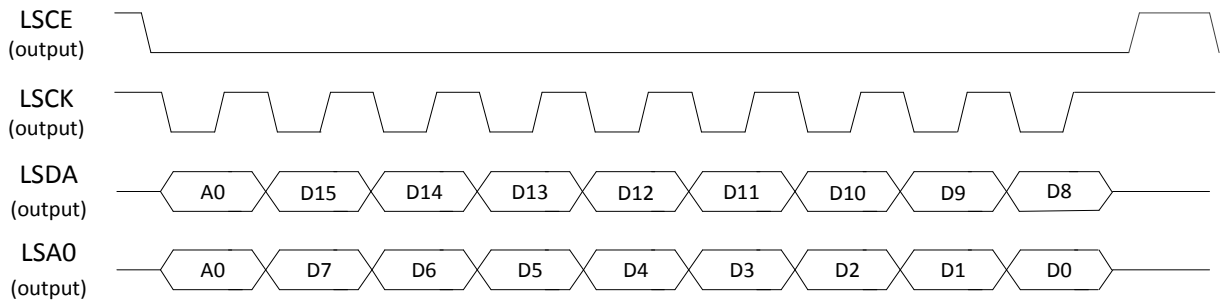 LSCE
(output)
LSCK
(output)
LSDA
(output)
A0 D15 D14 D13 D12 D11 D10 D9 D8
LSA0
(output)
A0 D7 D6 D5 D4 D3 D2 D1 D0